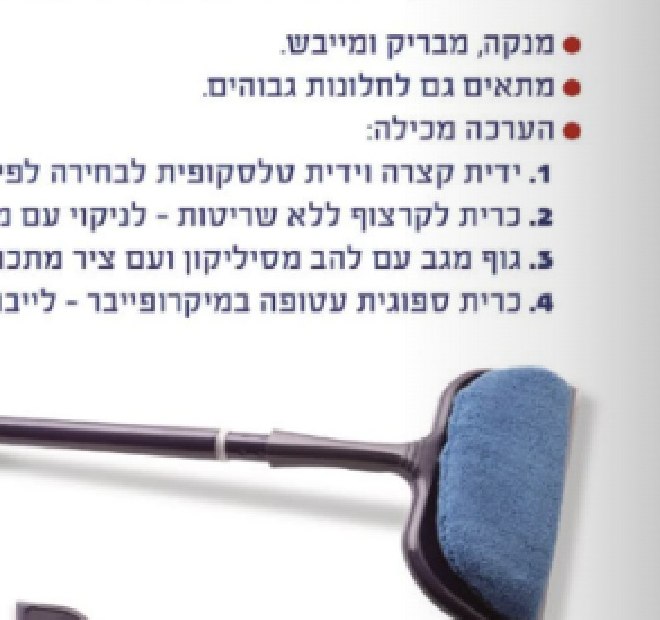 ● מנקה, מבריק ומייבש.
● מתאים גם לחלונות גבוהים.
● הערכה מכילה:
1. ידית קצרה וידית טלסקופית לבחירה
2. כרית לקרצוף ללא שריטות - לניקוי עם
3. גוף מגב עם להב מסיליקון ועם ציר
4. כרית ספוגית עטופה במיקרופייבר -